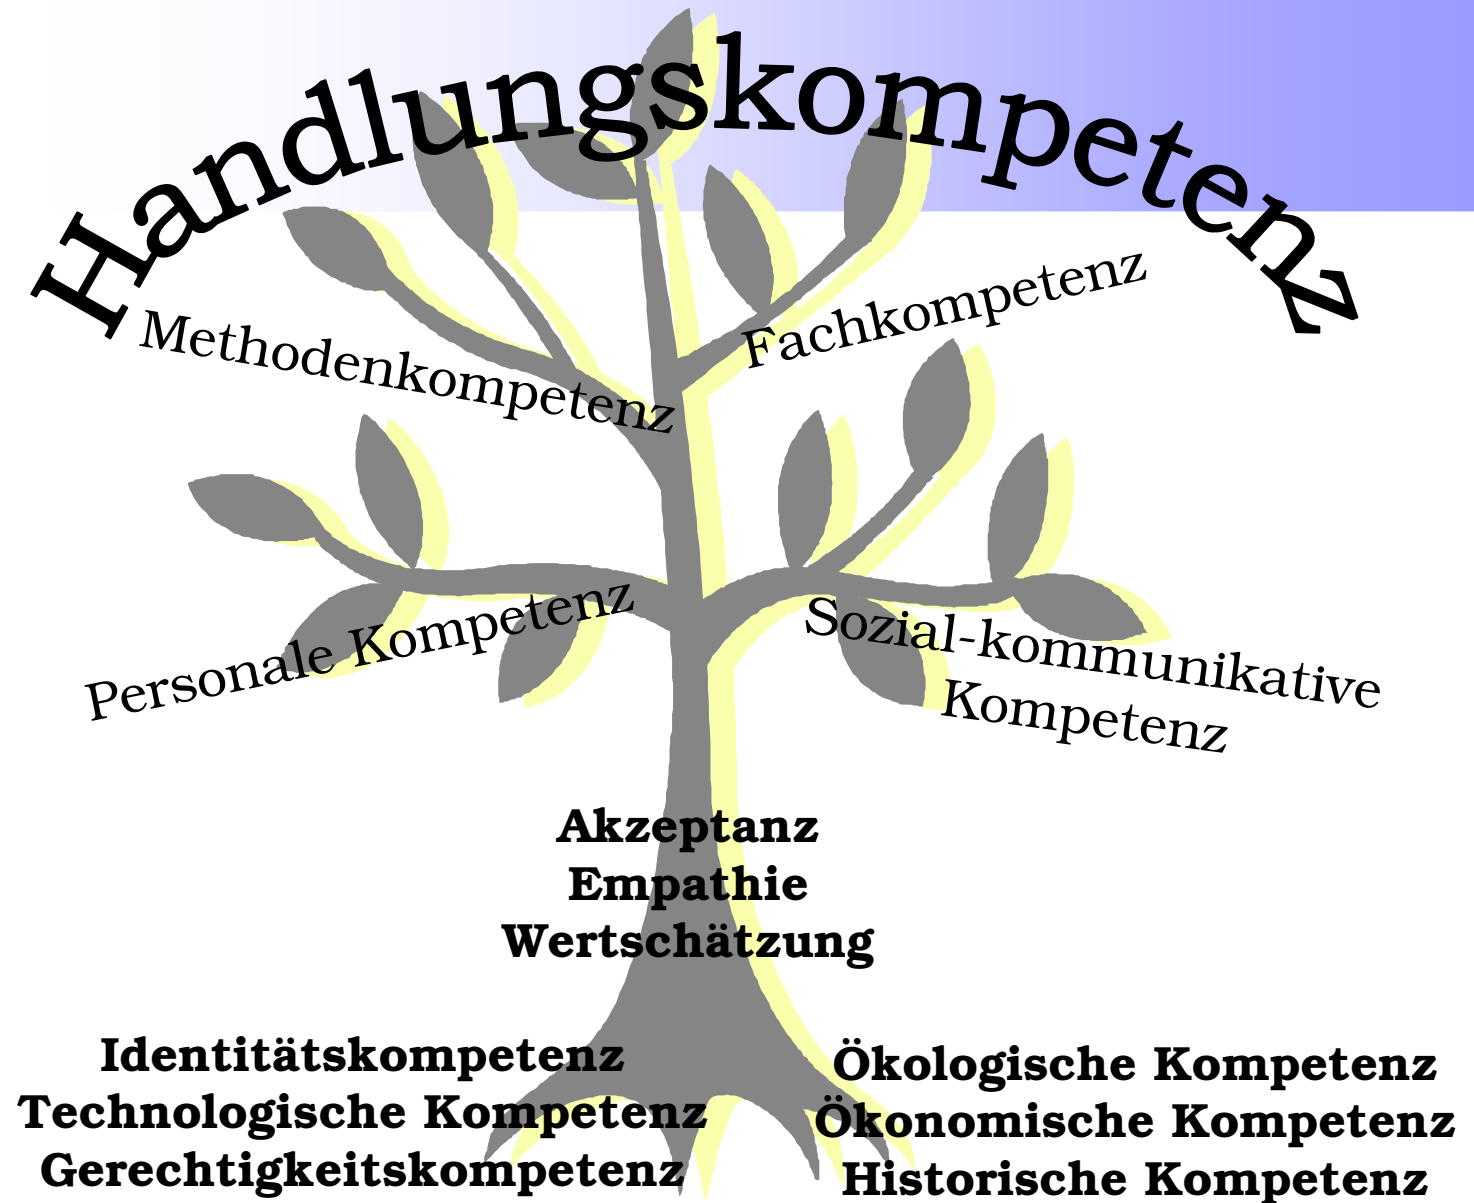 Handlungskompetenz
Methodenkompetenz
Fachkompetenz
Personale Kompetenz
Sozial-kommunikative
Kompetenz
Akzeptanz
Empathie
Wertschätzung
Identitätskompetenz
Technologische Kompetenz
Gerechtigkeitskompetenz
Ökologische Kompetenz
Ökonomische Kompetenz
Historische Kompetenz